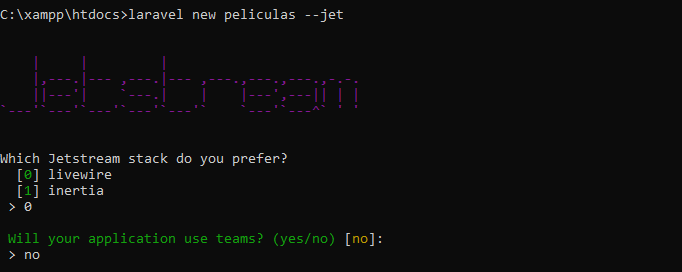 C:\xampp\htdocs>laravel new peliculas --jet
Jetstream
Which Jetstream stack do you prefer?
[0] livewire
[1] inertia
> 0
Will your application use teams? (yes/no) [no]:
> no